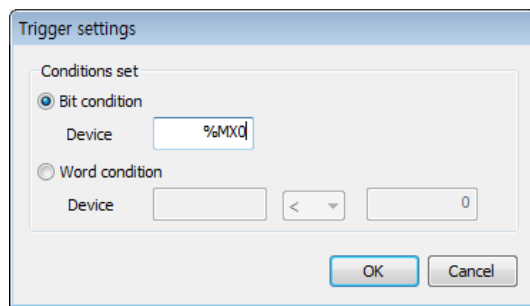 Trigger settings
Conditions set
Bit condition
Device %MX0
Word condition
Device < 0
OK Cancel